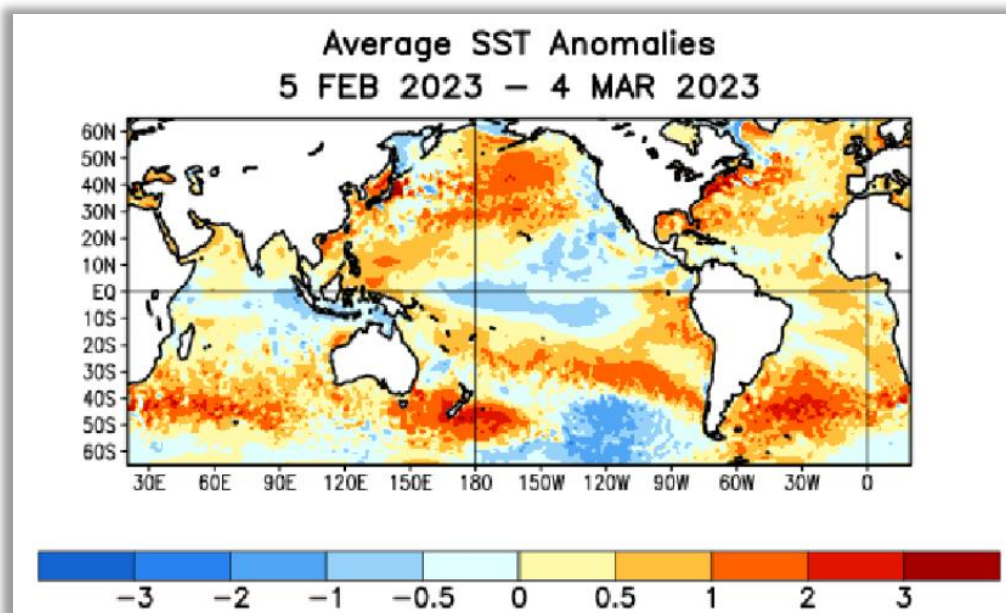 Average SST Anomalies
5 FEB 2023 – 4 MAR 2023
60N
50N
40N
30N
20N
10N
EQ
10S
20S
30S
40S
50S
60S
30E 60E 90E 120E 150E 180 150W 120W 90W 60W 30W 0
-3 -2 -1 -0.5 0 0.5 1 2 3